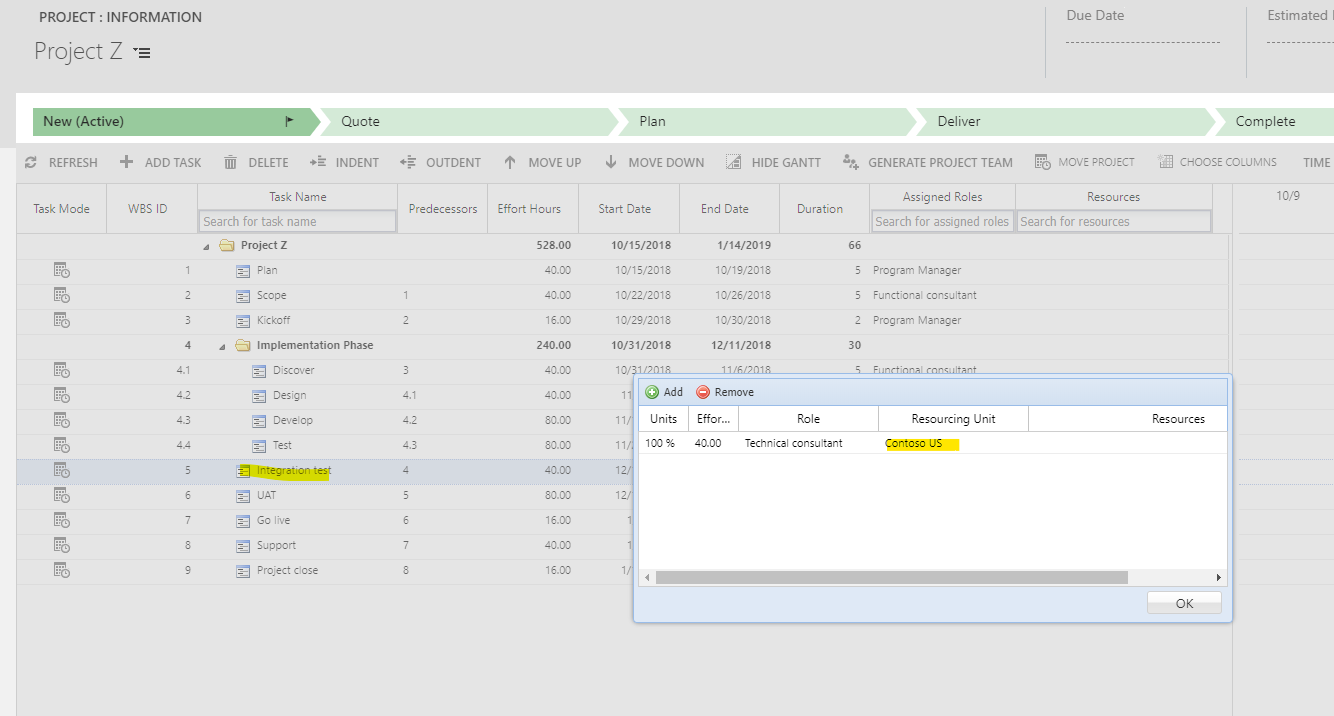 PROJECT : INFORMATION
Due Date
Estimated
Project Z
New (Active)
Quote
Plan
Deliver
Complete
REFRESH ADD TASK DELETE INDENT OUTDENT MOVE UP MOVE DOWN HIDE GANTT GENERATE PROJECT TEAM MOVE PROJECT CHOOSE COLUMNS TIME
Task Mode WBS ID Task Name Predecessors Effort Hours Start Date End Date Duration Assigned Roles Resources 10/9
Search for task name Search for assigned roles Search for resources
Project Z 528.00 10/15/2018 1/14/2019 66
1 Plan 40.00 10/15/2018 10/19/2018 5 Program Manager
2 Scope 1 40.00 10/22/2018 10/26/2018 5 Functional consultant
3 Kickoff 2 16.00 10/29/2018 10/30/2018 2 Program Manager
4 Implementation Phase 240.00 10/31/2018 12/11/2018 30
4.1 Discover 3 40.00 10/31/2018 11/6/2018 5 Functional consultant
4.2 Design 4.1 40.00 11
4.3 Develop 4.2 80.00 11/
4.4 Test 4.3 80.00 11/
5 Integration test 4 40.00 12/
6 UAT 5 80.00 12/
7 Go live 6 16.00 1
8 Support 7 40.00 1
9 Project close 8 16.00 1/
Add Remove
Units Effor... Role Resourcing Unit Resources
100 % 40.00 Technical consultant Contoso US
OK